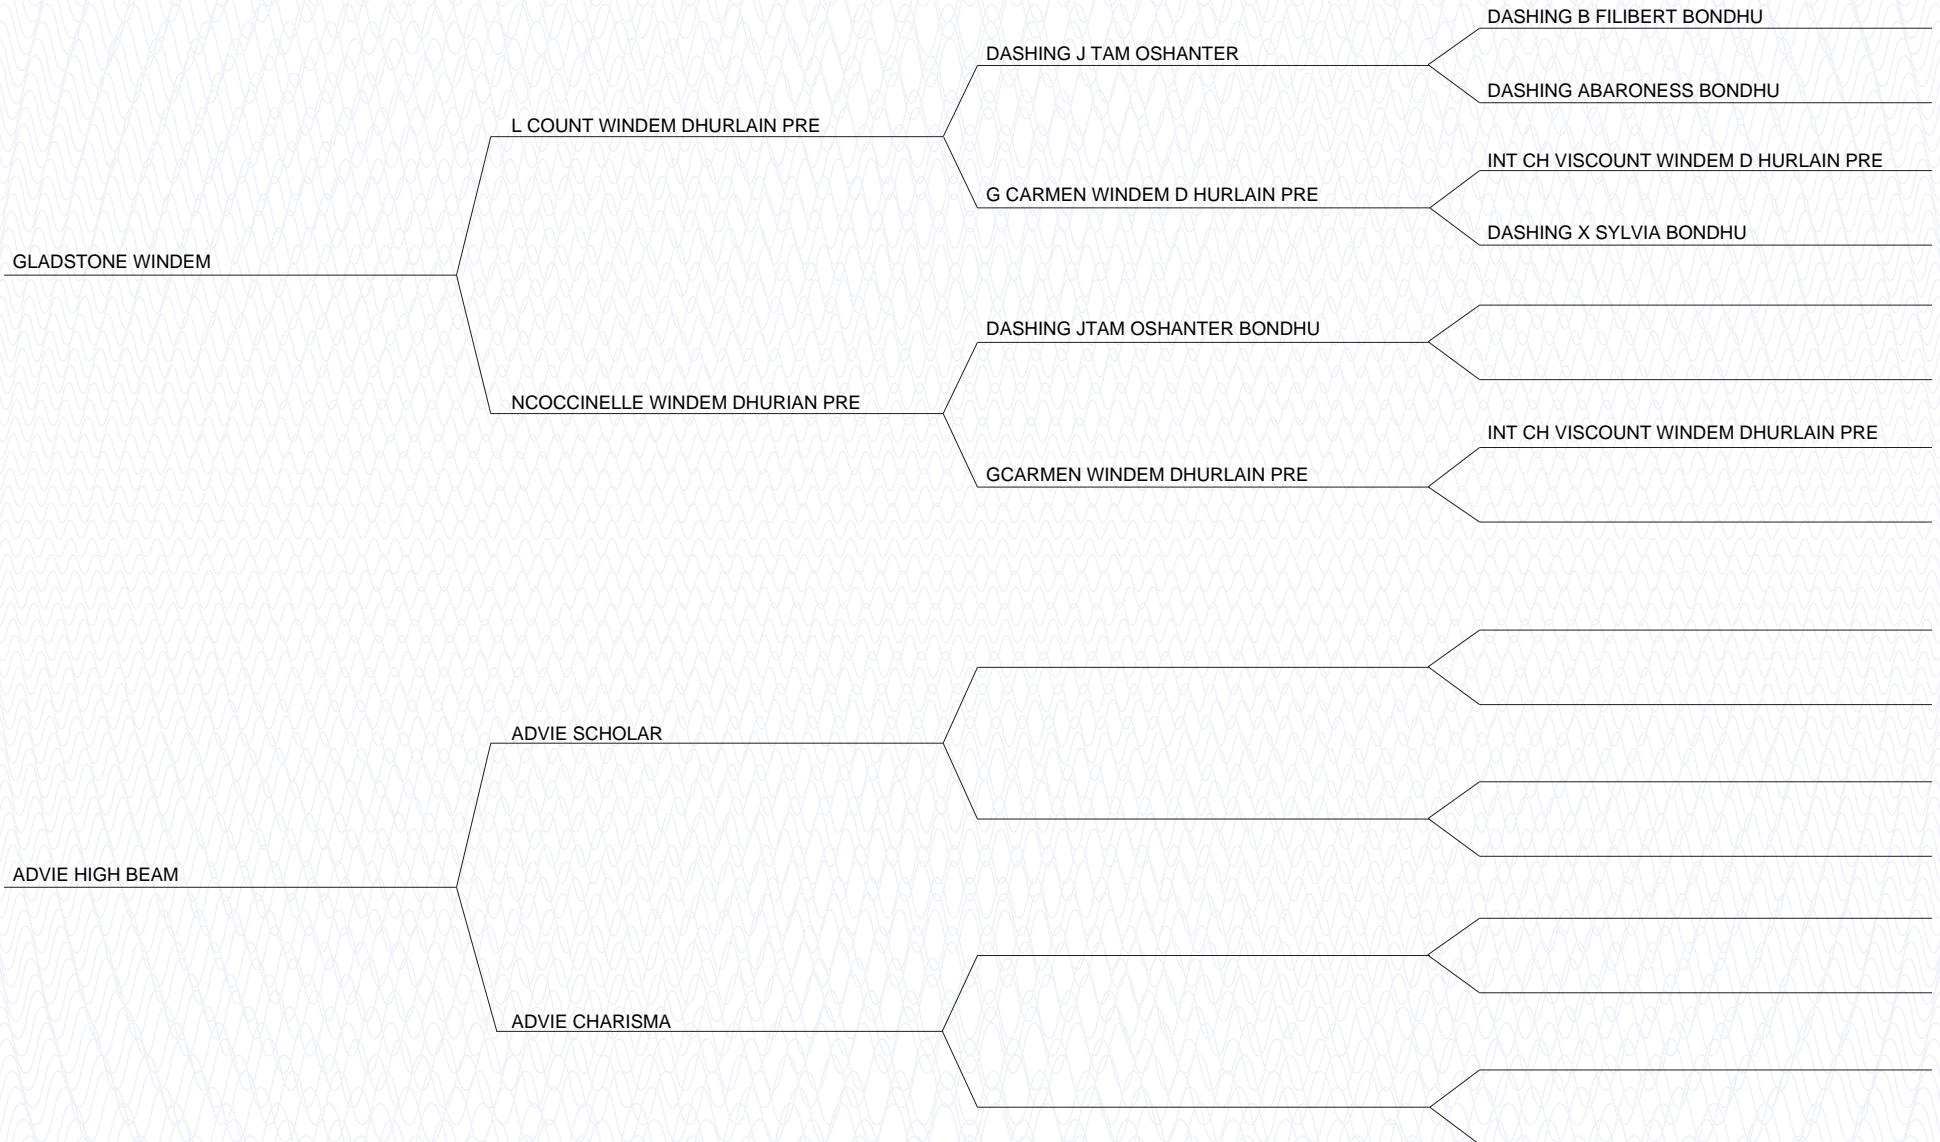 DASHING B FILIBERT BONDHU
DASHING J TAM OSHANTER
DASHING ABARONESS BONDHU
L COUNT WINDEM DHURLAIN PRE
INT CH VISCOUNT WINDEM D HURLAIN PRE
G CARMEN WINDEM D HURLAIN PRE
DASHING X SYLVIA BONDHU
GLADSTONE WINDEM
DASHING JTAM OSHANTER BONDHU
NCOCCINELLE WINDEM DHURIAN PRE
INT CH VISCOUNT WINDEM DHURLAIN PRE
GCARMEN WINDEM DHURLAIN PRE
ADVIE SCHOLAR
ADVIE HIGH BEAM
ADVIE CHARISMA